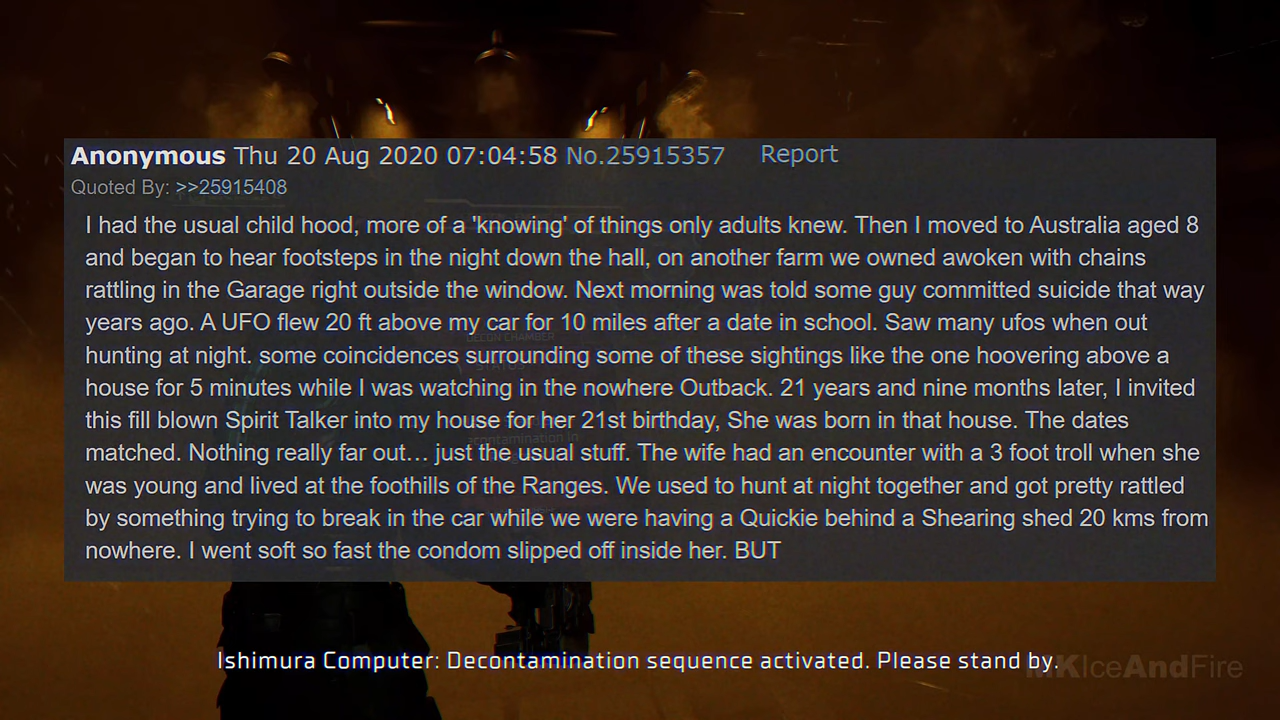 Anonymous Thu 20 Aug 2020 07:04:58 No.25915357 Report
Quoted By: >>25915408
I had the usual child hood, more of a 'knowing' of things only adults knew. Then I moved to Australia aged 8
and began to hear footsteps in the night down the hall, on another farm we owned awoken with chains
rattling in the Garage right outside the window. Next morning was told some guy committed suicide that way
years ago. A UFO flew 20 ft above my car for 10 miles after a date in school. Saw many ufos when out
hunting at night. some coincidences surrounding some of these sightings like the one hoovering above a
house for 5 minutes while I was watching in the nowhere Outback. 21 years and nine months later, I invited
this fill blown Spirit Talker into my house for her 21st birthday, She was born in that house. The dates
matched. Nothing really far out… just the usual stuff. The wife had an encounter with a 3 foot troll when she
was young and lived at the foothills of the Ranges. We used to hunt at night together and got pretty rattled
by something trying to break in the car while we were having a Quickie behind a Shearing shed 20 kms from
nowhere. I went soft so fast the condom slipped off inside her. BUT
DECON CHAMBER
STATUS
Ishimura Computer: Decontamination sequence activated. Please stand by.
MKIceAndFire